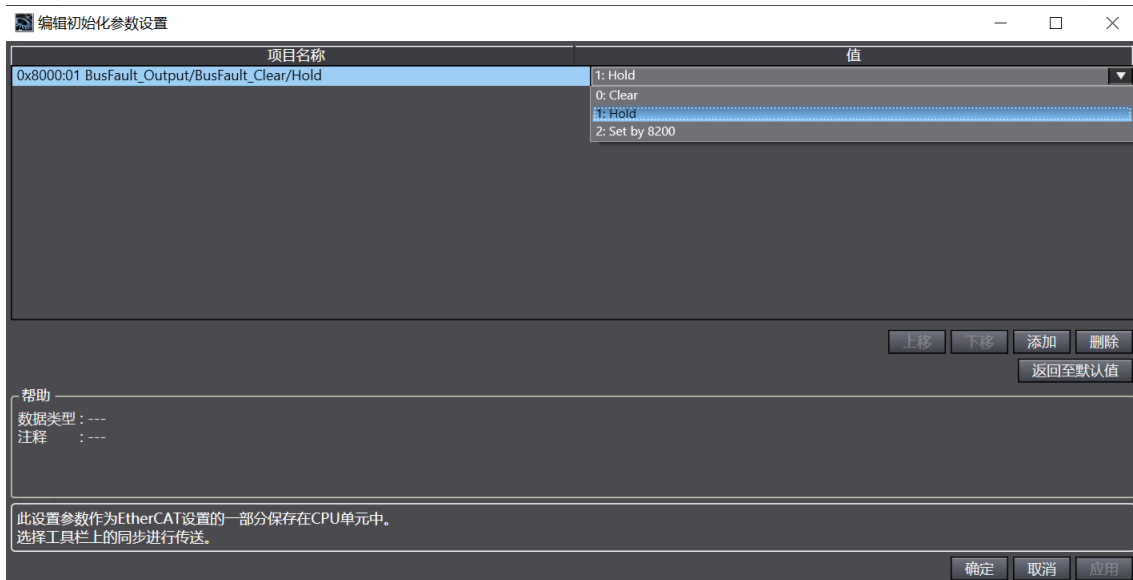 编辑初始化参数设置
项目名称 值
0x8000:01 BusFault_Output/BusFault_Clear/Hold 1: Hold
0: Clear
1: Hold
2: Set by 8200
上移 下移 添加 删除
返回至默认值
帮助
数据类型 : ---
注释 : ---
此设置参数作为EtherCAT设置的一部分保存在CPU单元中。
选择工具栏上的同步进行传送。
确定 取消 应用